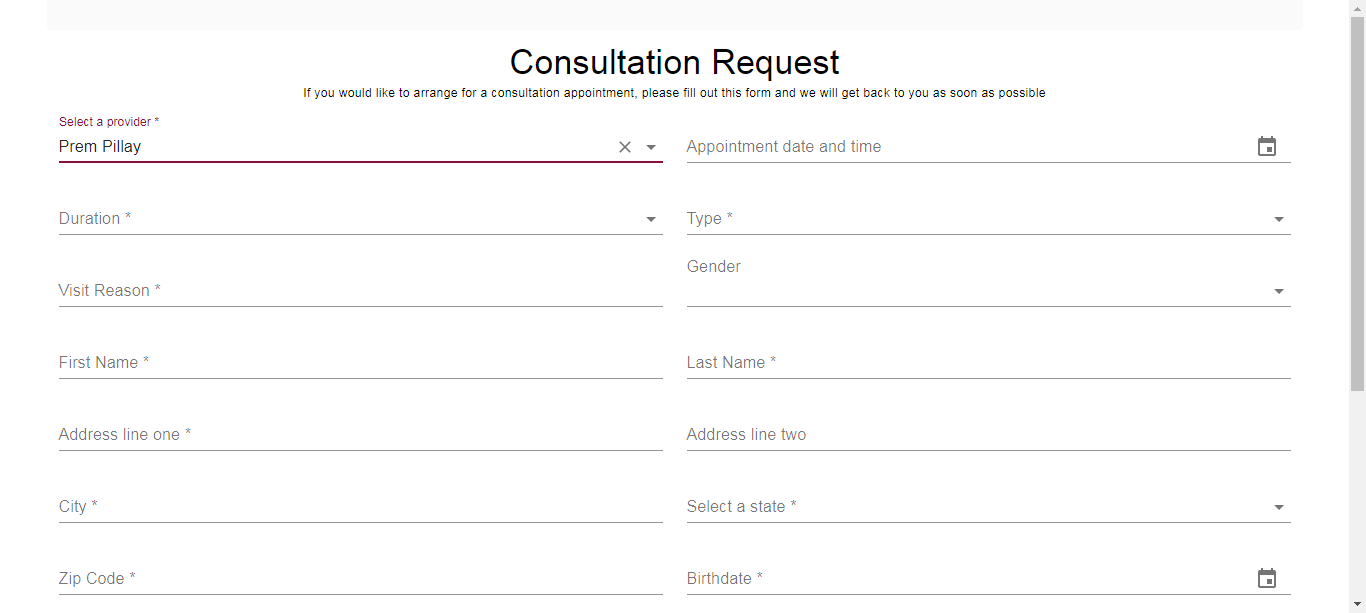 Consultation Request
If you would like to arrange for a consultation appointment, please fill out this form and we will get back to you as soon as possible
Select a provider *
Prem Pillay
Appointment date and time
Duration *
Type *
Visit Reason *
Gender
First Name *
Last Name *
Address line one *
Address line two
City *
Select a state *
Zip Code *
Birthdate *